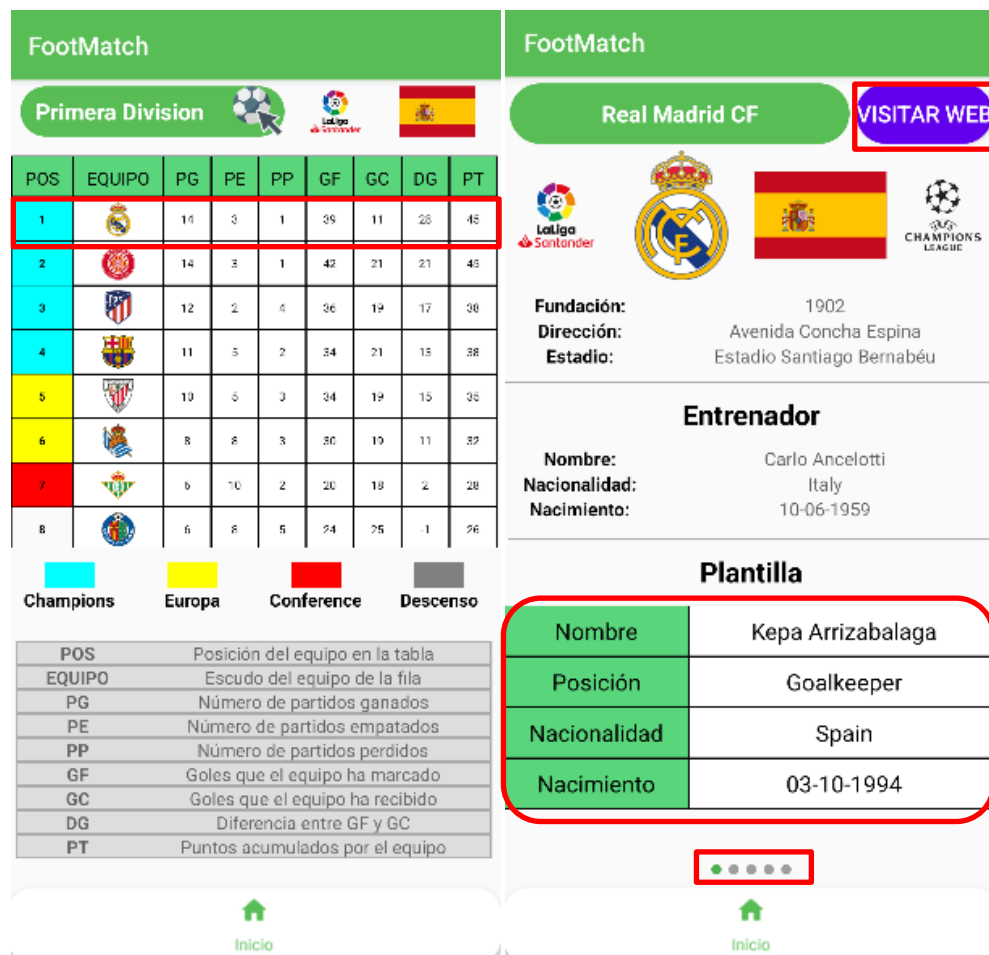 FootMatch
Primera Division
LaLiga
Santander
POS EQUIPO PG PE PP GF GC DG PT
1 14 3 1 39 11 28 45
2 14 3 1 42 21 21 45
3 12 2 4 36 19 17 38
4 11 5 2 34 21 13 38
5 10 5 3 34 19 15 35
6 8 8 3 30 19 11 32
7 6 10 2 20 18 2 28
8 6 8 5 24 25 -1 26
Champions Europa Conference Descenso
POS Posición del equipo en la tabla
EQUIPO Escudo del equipo de la fila
PG Número de partidos ganados
PE Número de partidos empatados
PP Número de partidos perdidos
GF Goles que el equipo ha marcado
GC Goles que el equipo ha recibido
DG Diferencia entre GF y GC
PT Puntos acumulados por el equipo
Inicio
FootMatch
Real Madrid CF VISITAR WEB
LaLiga
Santander
CHAMPIONS
LEAGUE
Fundación: 1902
Dirección: Avenida Concha Espina
Estadio: Estadio Santiago Bernabéu
Entrenador
Nombre: Carlo Ancelotti
Nacionalidad: Italy
Nacimiento: 10-06-1959
Plantilla
Nombre Kepa Arrizabalaga
Posición Goalkeeper
Nacionalidad Spain
Nacimiento 03-10-1994
Inicio